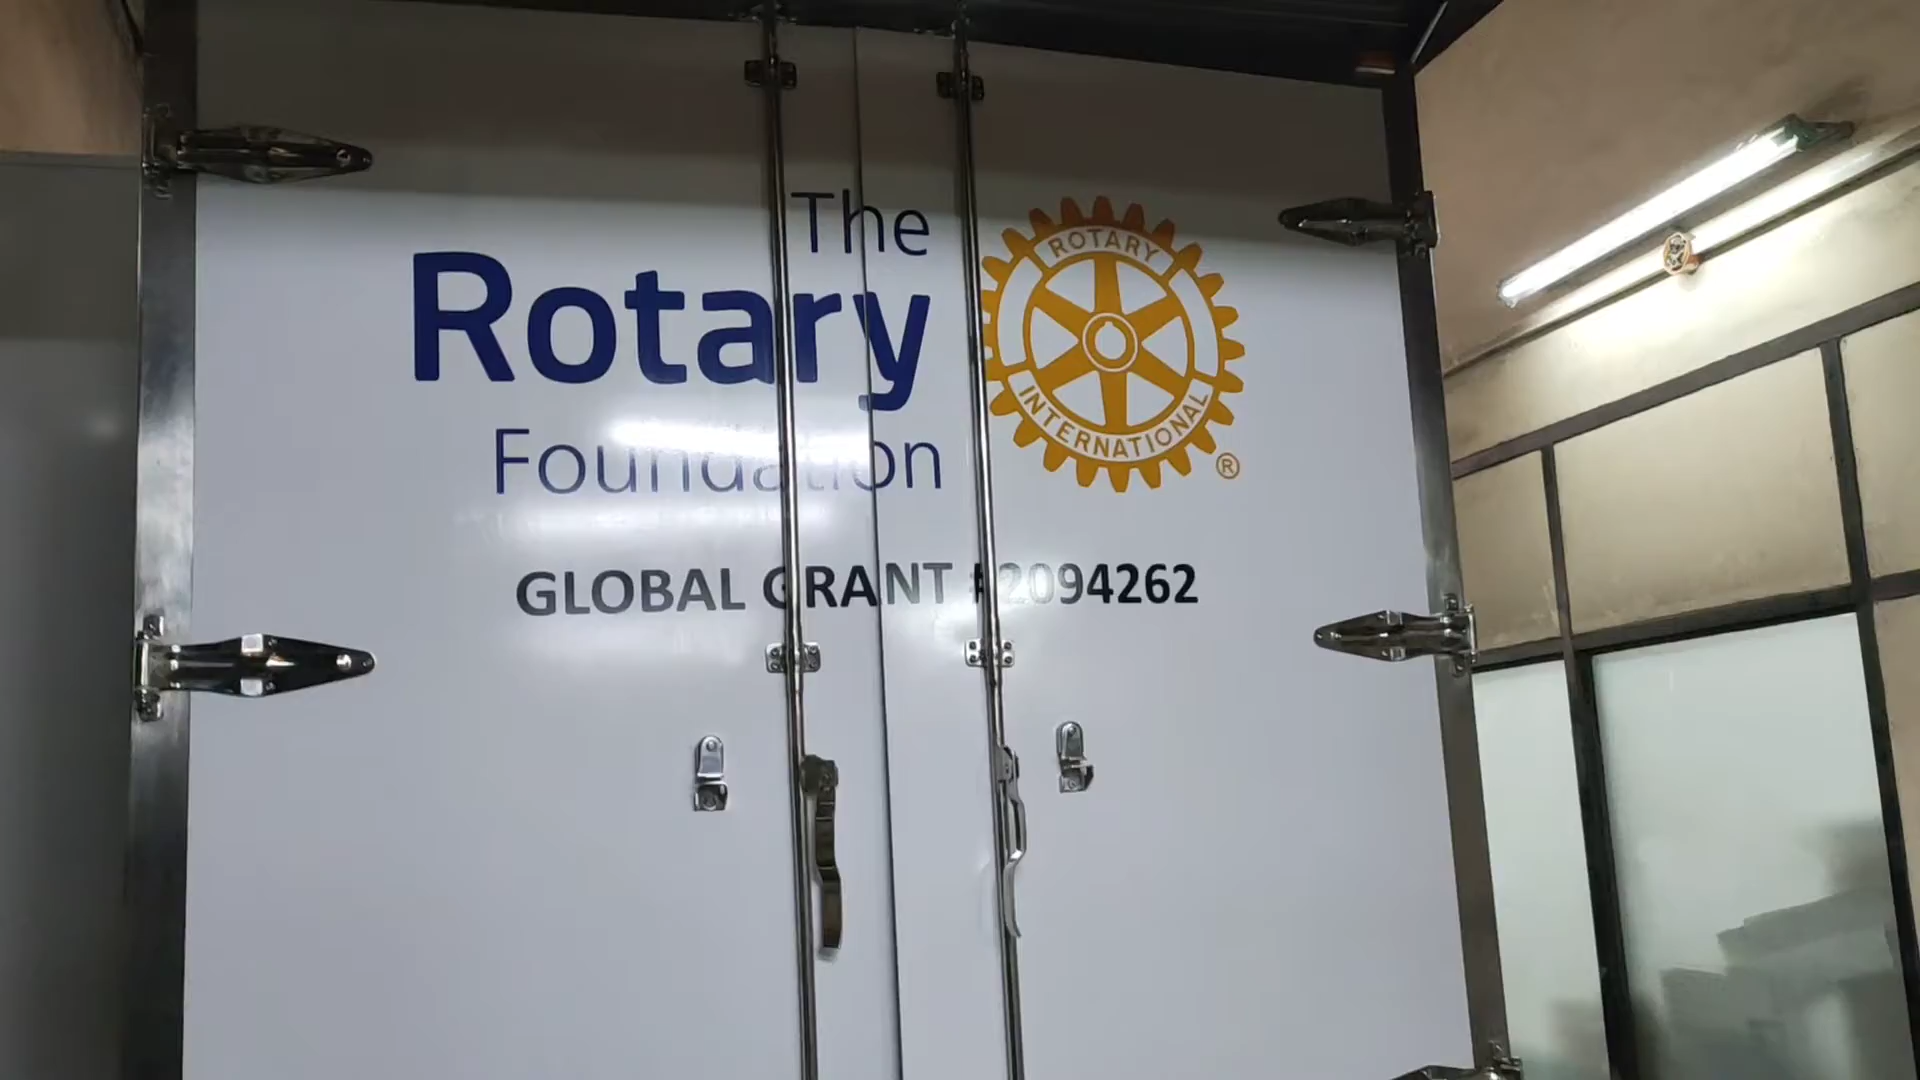 The
Rotary
Foundation
ROTARY
INTERNATIONAL
®
GLOBAL GRANT #2094262